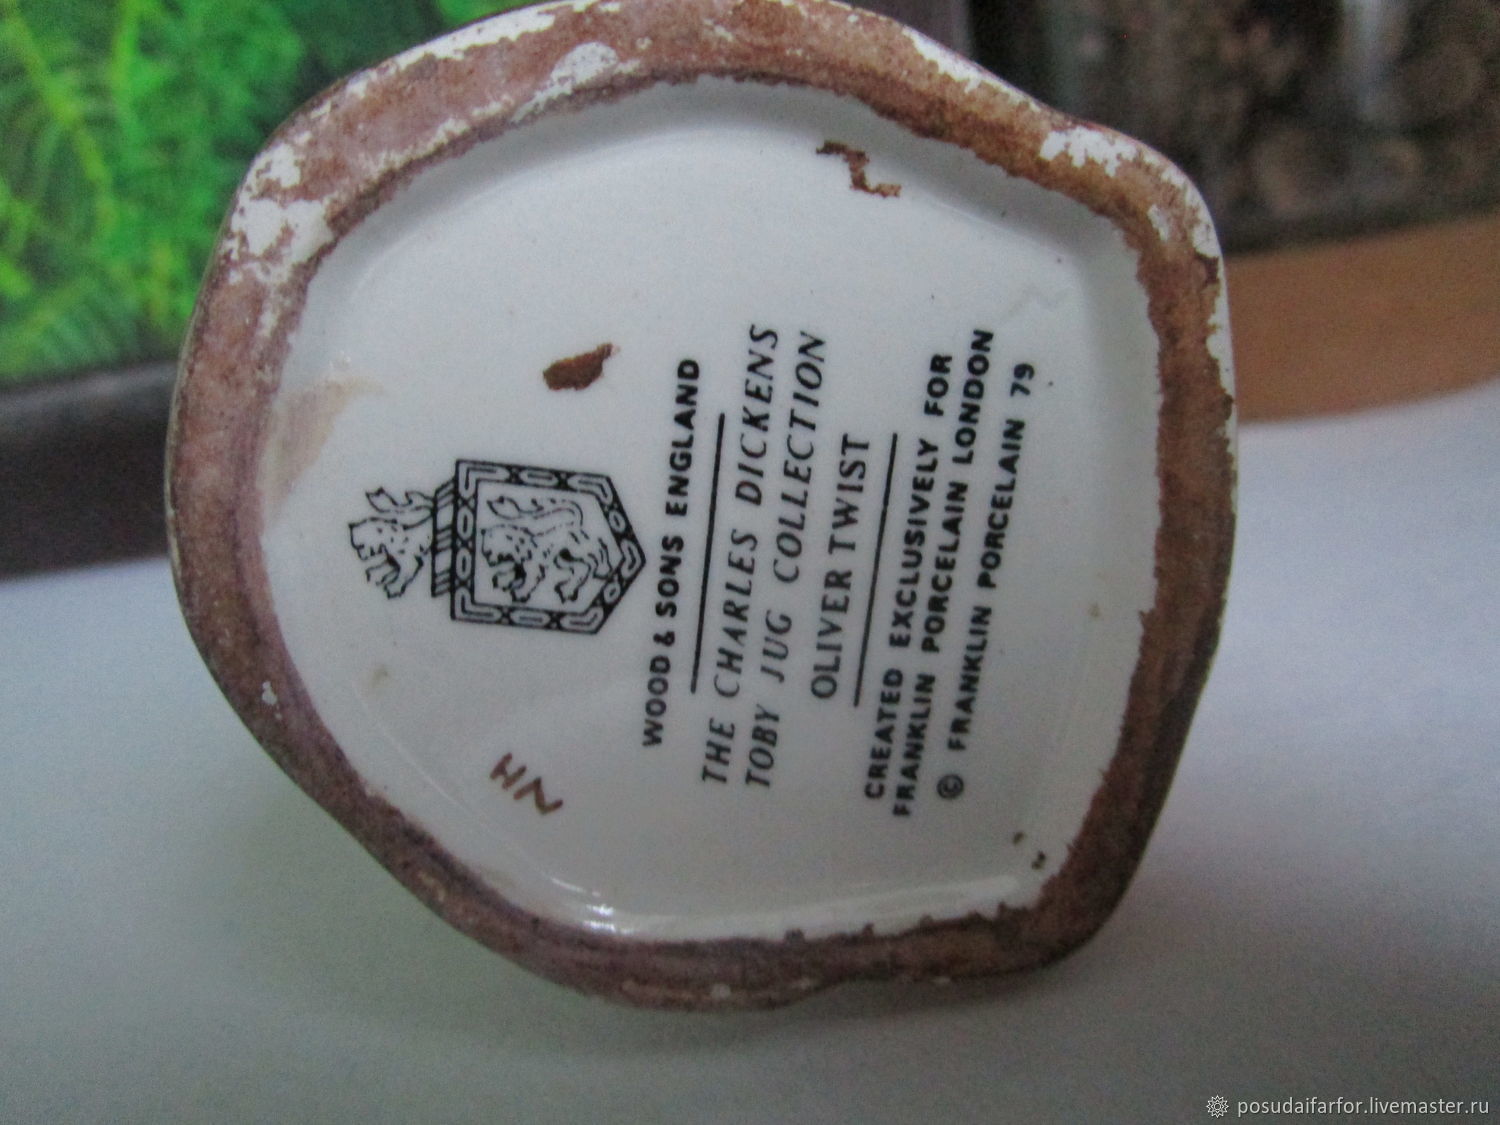 WOOD & SONS ENGLAND
THE CHARLES DICKENS
TOBY JUG COLLECTION
OLIVER TWIST
CREATED EXCLUSIVELY FOR
FRANKLIN PORCELAIN LONDON
© FRANKLIN PORCELAIN 79
HN
posudaifarfor.livemaster.ru